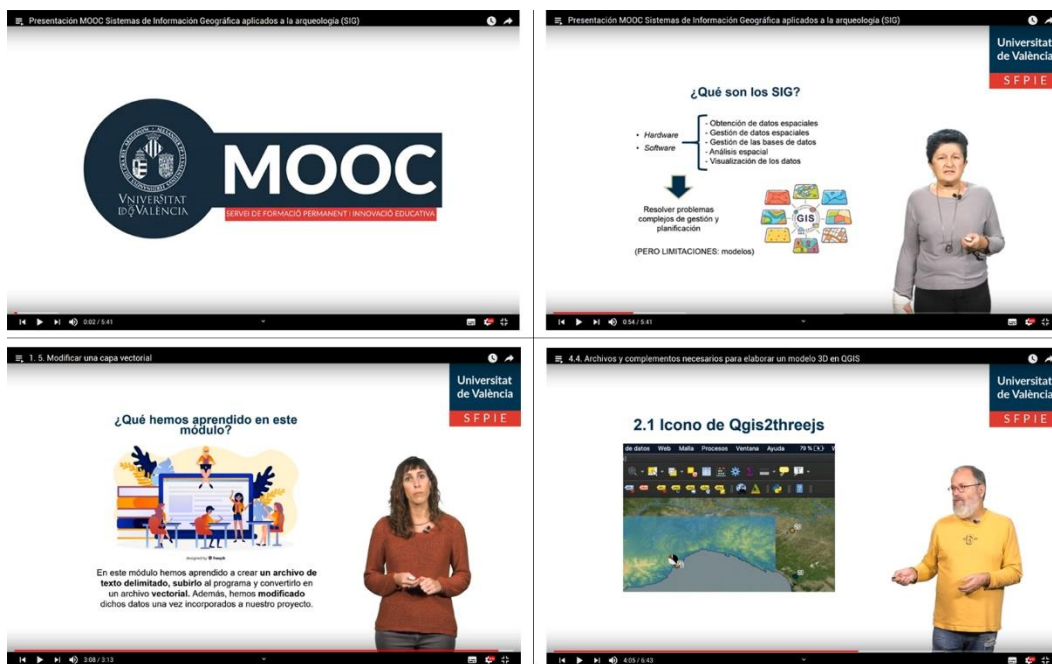 Presentación MOOC Sistemas de Información Geográfica aplicados a la arqueología (SIG)
VNIVERSITAT
DE VALÈNCIA
MOOC
SERVEI DE FORMACIÓ PERMANENT I INNOVACIÓ EDUCATIVA
0:02 / 5:41
Presentación MOOC Sistemas de Información Geográfica aplicados a la arqueología (SIG)
Universitat
de València
SFPIE
¿Qué son los SIG?
• Hardware
• Software
- Obtención de datos espaciales
- Gestión de datos espaciales
- Gestión de las bases de datos
- Análisis espacial
- Visualización de los datos
Resolver problemas
complejos de gestión y
planificación
GIS
(PERO LIMITACIONES: modelos)
0:54 / 5:41
1. 5. Modificar una capa vectorial
Universitat
de València
SFPIE
¿Qué hemos aprendido en este
módulo?
designed by freepik
En este módulo hemos aprendido a crear un archivo de
texto delimitado, subirlo al programa y convertirlo en
un archivo vectorial. Además, hemos modificado
dichos datos una vez incorporados a nuestro proyecto.
3:08 / 3:13
4.4. Archivos y complementos necesarios para elaborar un modelo 3D en QGIS
Universitat
de València
SFPIE
2.1 Icono de Qgis2threejs
de datos Web Malla Procesos Ventana Ayuda 79 %
4:05 / 6:43